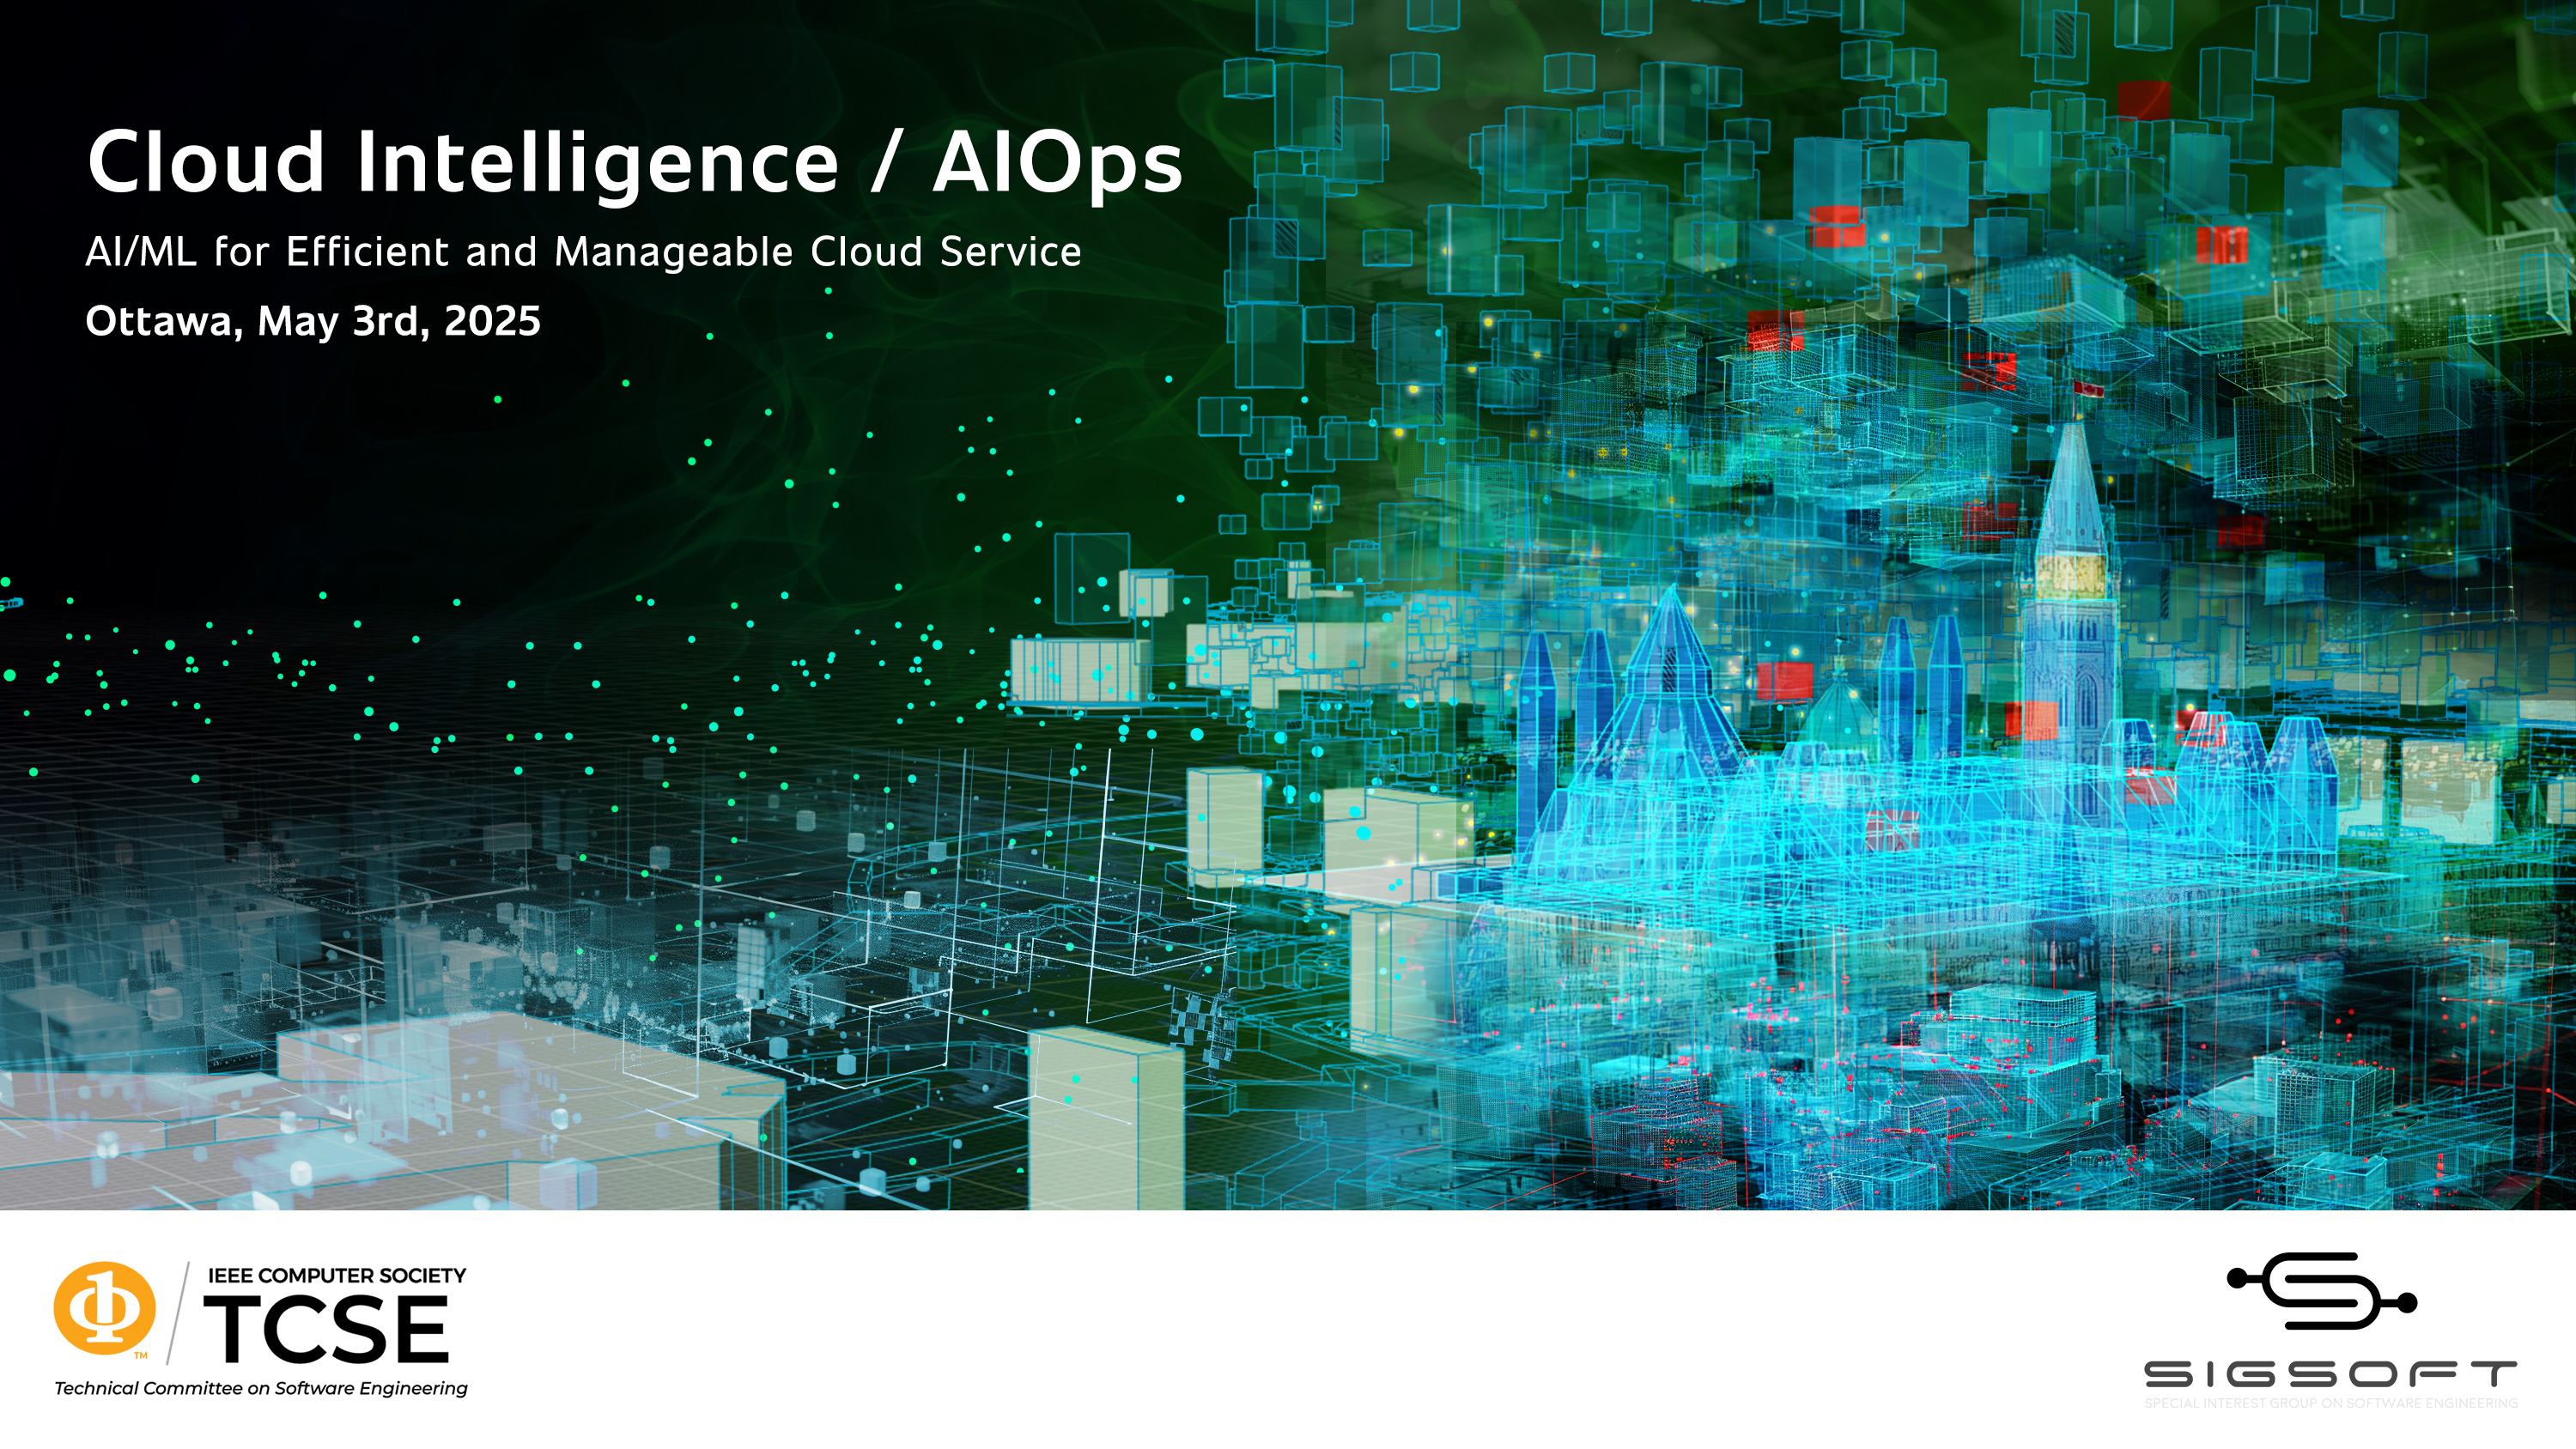 Cloud Intelligence / AIOps
AI/ML for Efficient and Manageable Cloud Service
Ottawa, May 3rd, 2025
IEEE COMPUTER SOCIETY
TCSE
TM
Technical Committee on Software Engineering
SIGSOFT
SPECIAL INTEREST GROUP ON SOFTWARE ENGINEERING